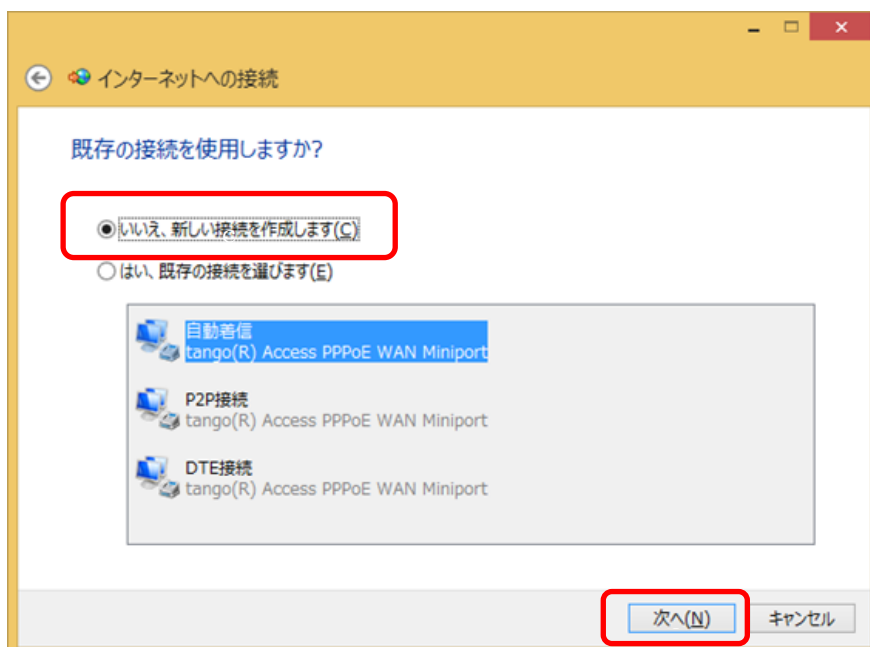 インターネットへの接続
既存の接続を使用しますか?
いいえ、新しい接続を作成します(C)
はい、既存の接続を選びます(E)
自動着信
tango(R) Access PPPoE WAN Miniport
P2P接続
tango(R) Access PPPoE WAN Miniport
DTE接続
tango(R) Access PPPoE WAN Miniport
次へ(N)
キャンセル